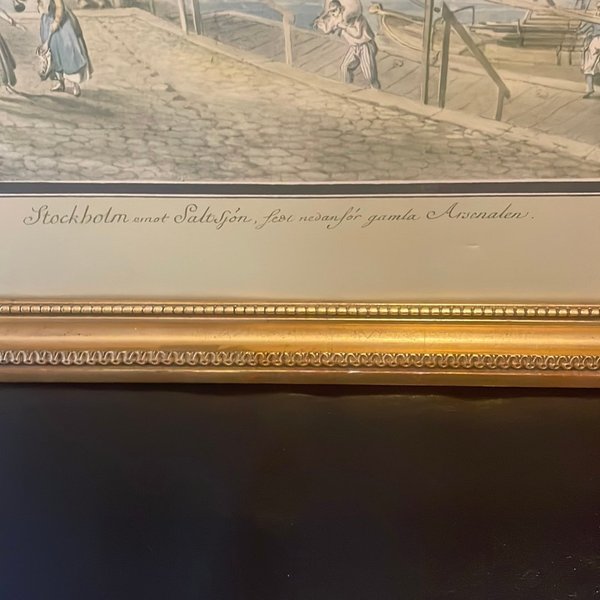 Stockholm emot Saltsjön, sedt nedanför gamla Arsenalen.